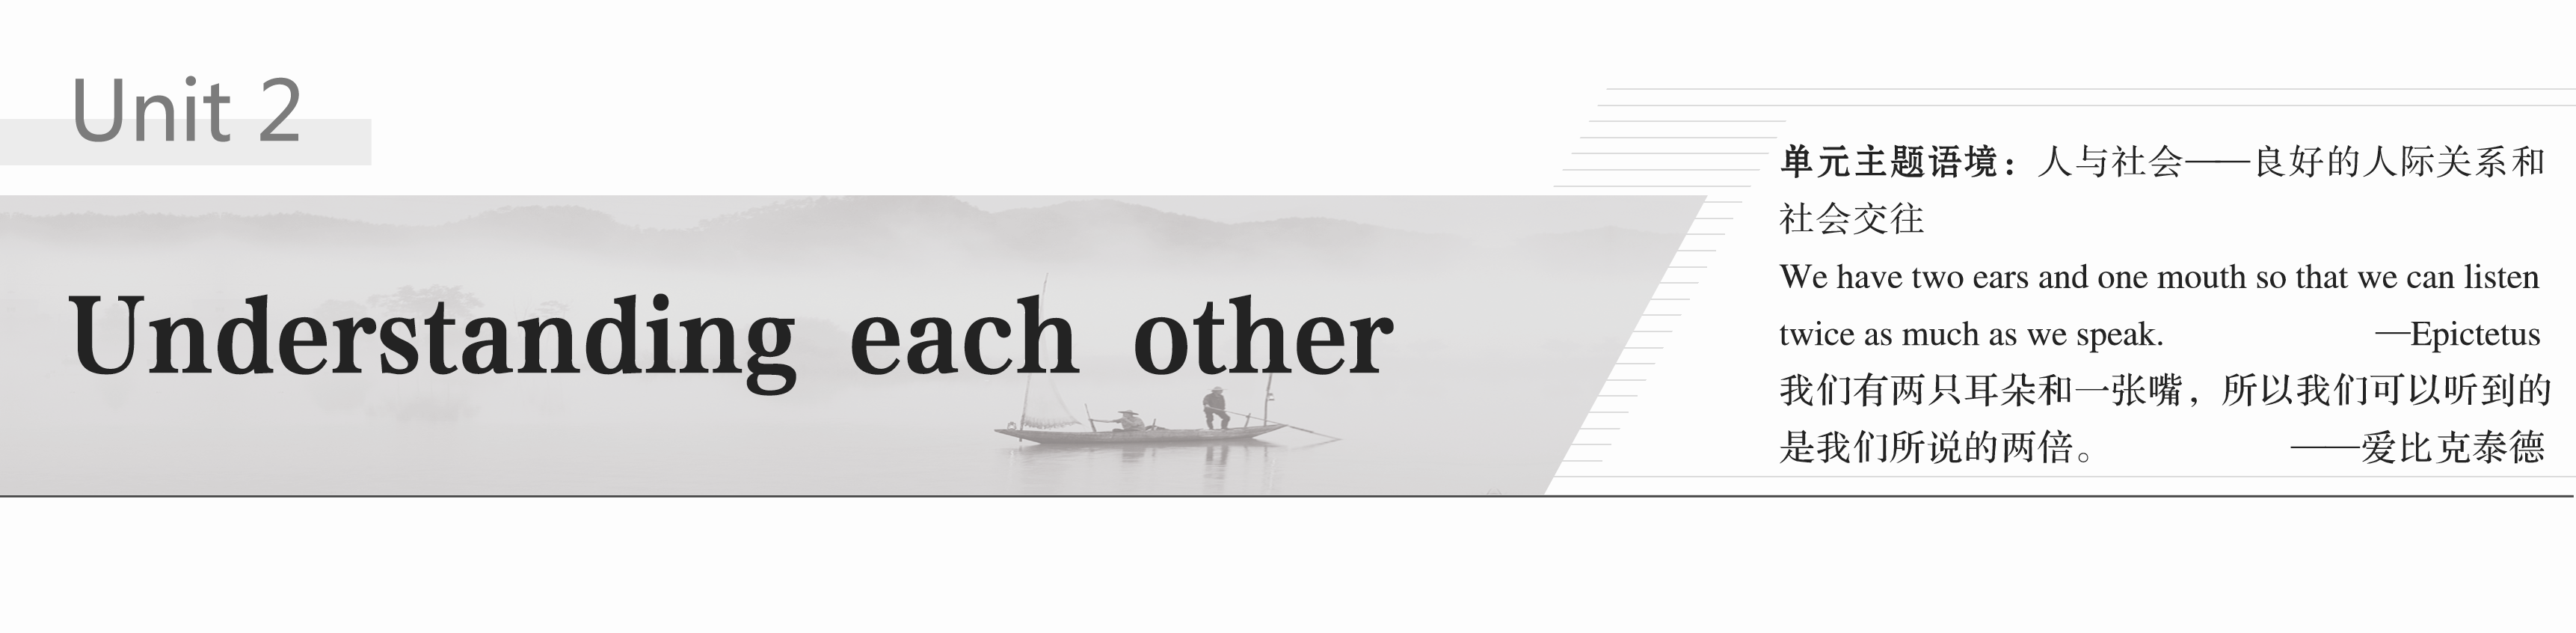 Unit 2
Understanding each other
单元主题语境：人与社会——良好的人际关系和
社会交往
We have two ears and one mouth so that we can listen
twice as much as we speak. —Epictetus
我们有两只耳朵和一张嘴，所以我们可以听到的
是我们所说的两倍。 ——爱比克泰德